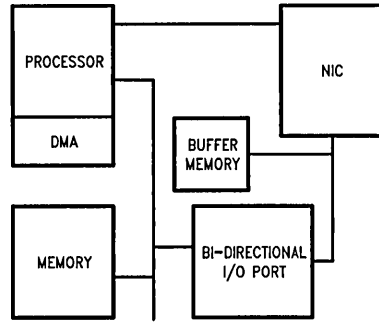 PROCESSOR
NIC
DMA
BUFFER
MEMORY
MEMORY
BI-DIRECTIONAL
I/O PORT